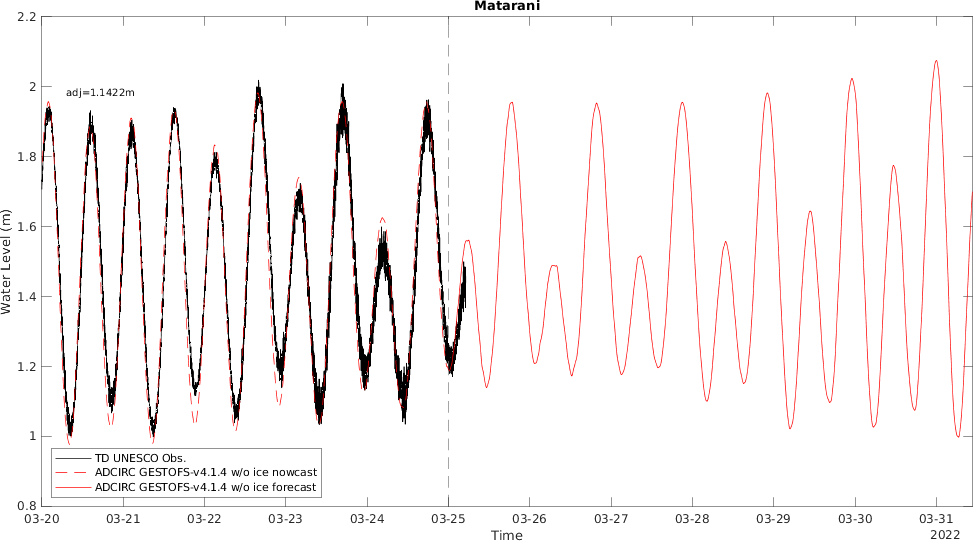 Matarani
2.2
2
1.8
1.6
1.4
1.2
1
0.8
Water Level (m)
adj=1.1422m
TD UNESCO Obs.
ADCIRC GESTOFS-v4.1.4 w/o ice nowcast
ADCIRC GESTOFS-v4.1.4 w/o ice forecast
03-20 03-21 03-22 03-23 03-24 03-25 03-26 03-27 03-28 03-29 03-30 03-31
Time
2022